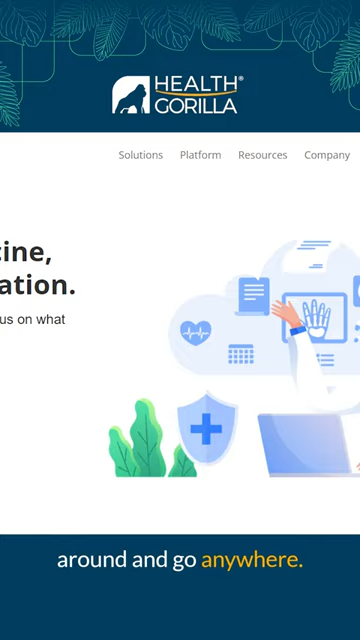 HEALTH®
GORILLA
Solutions Platform Resources Company
cine,
ation.
us on what
around and go anywhere.